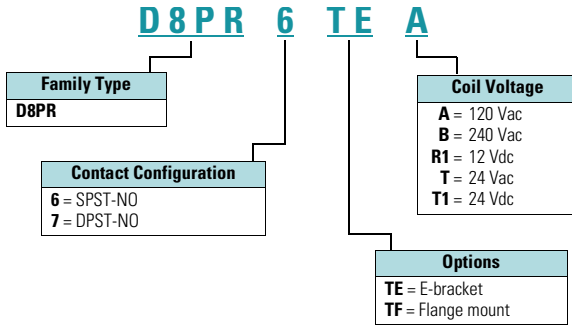 D8PR 6 TE A
Family Type
D8PR
Contact Configuration
6 = SPST-NO
7 = DPST-NO
Coil Voltage
A = 120 Vac
B = 240 Vac
R1 = 12 Vdc
T = 24 Vac
T1 = 24 Vdc
Options
TE = E-bracket
TF = Flange mount